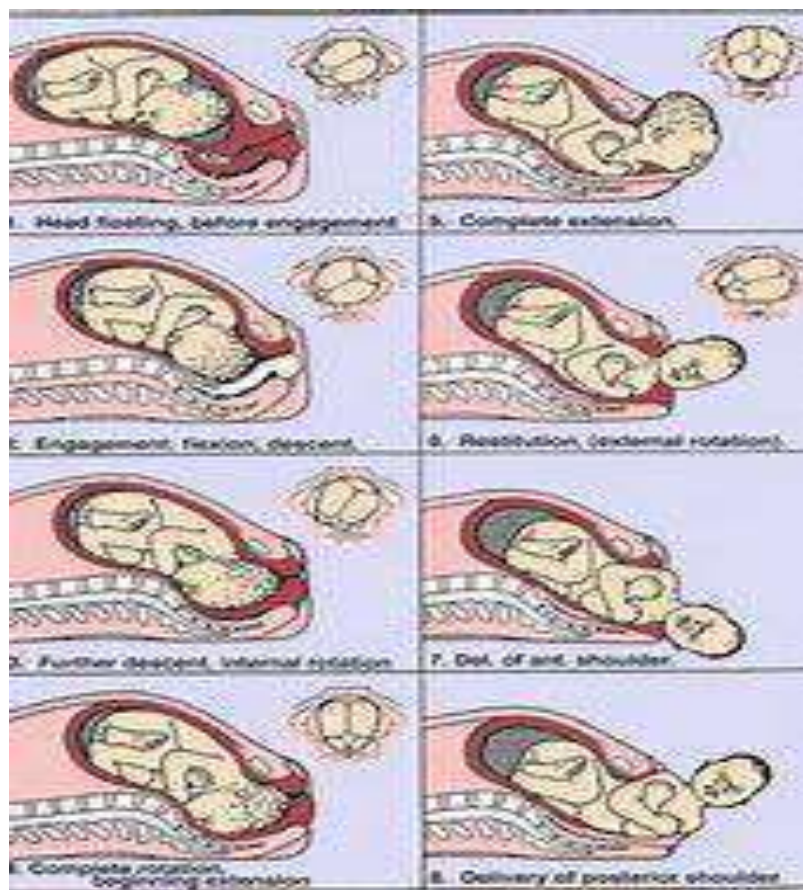 1. Head floating, before engagement
2. Engagement, flexion, descent.
3. Further descent, internal rotation
4. Complete rotation,
beginning extension
5. Complete extension.
6. Restitution, (external rotation).
7. Del. of ant. shoulder.
8. Delivery of posterior shoulder